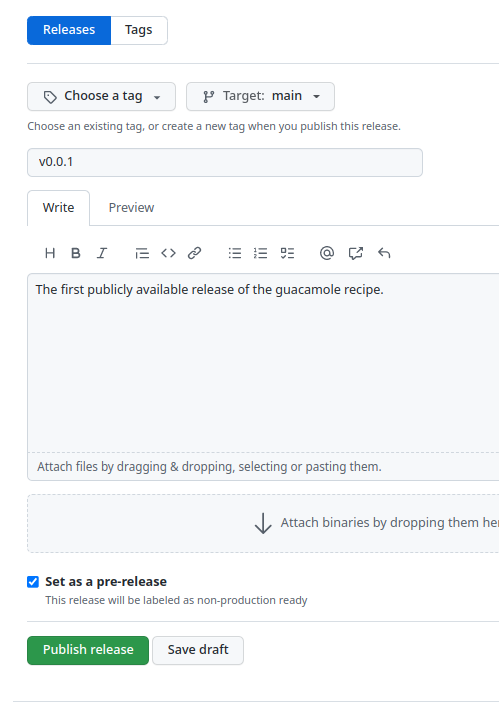 Releases Tags
Choose a tag Target: main
Choose an existing tag, or create a new tag when you publish this release.
v0.0.1
Write Preview
H B I @
The first publicly available release of the guacamole recipe.
Attach files by dragging & dropping, selecting or pasting them.
Attach binaries by dropping them her
Set as a pre-release
This release will be labeled as non-production ready
Publish release Save draft